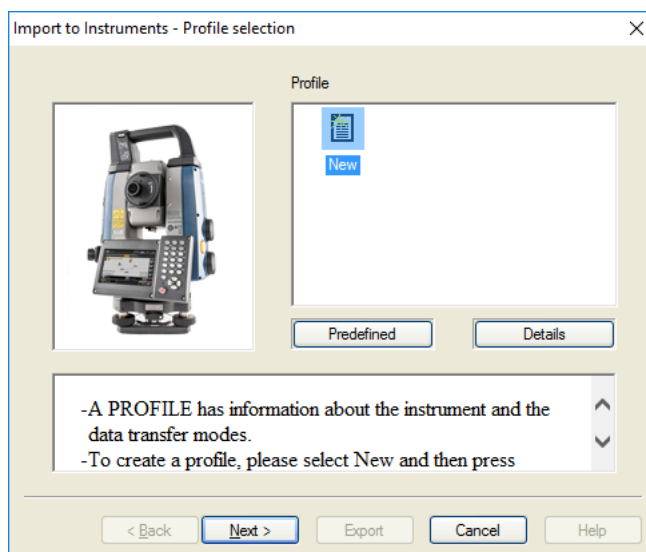 Import to Instruments - Profile selection
Profile
New
Predefined
Details
-A PROFILE has information about the instrument and the
data transfer modes.
-To create a profile, please select New and then press
< Back
Next >
Export
Cancel
Help